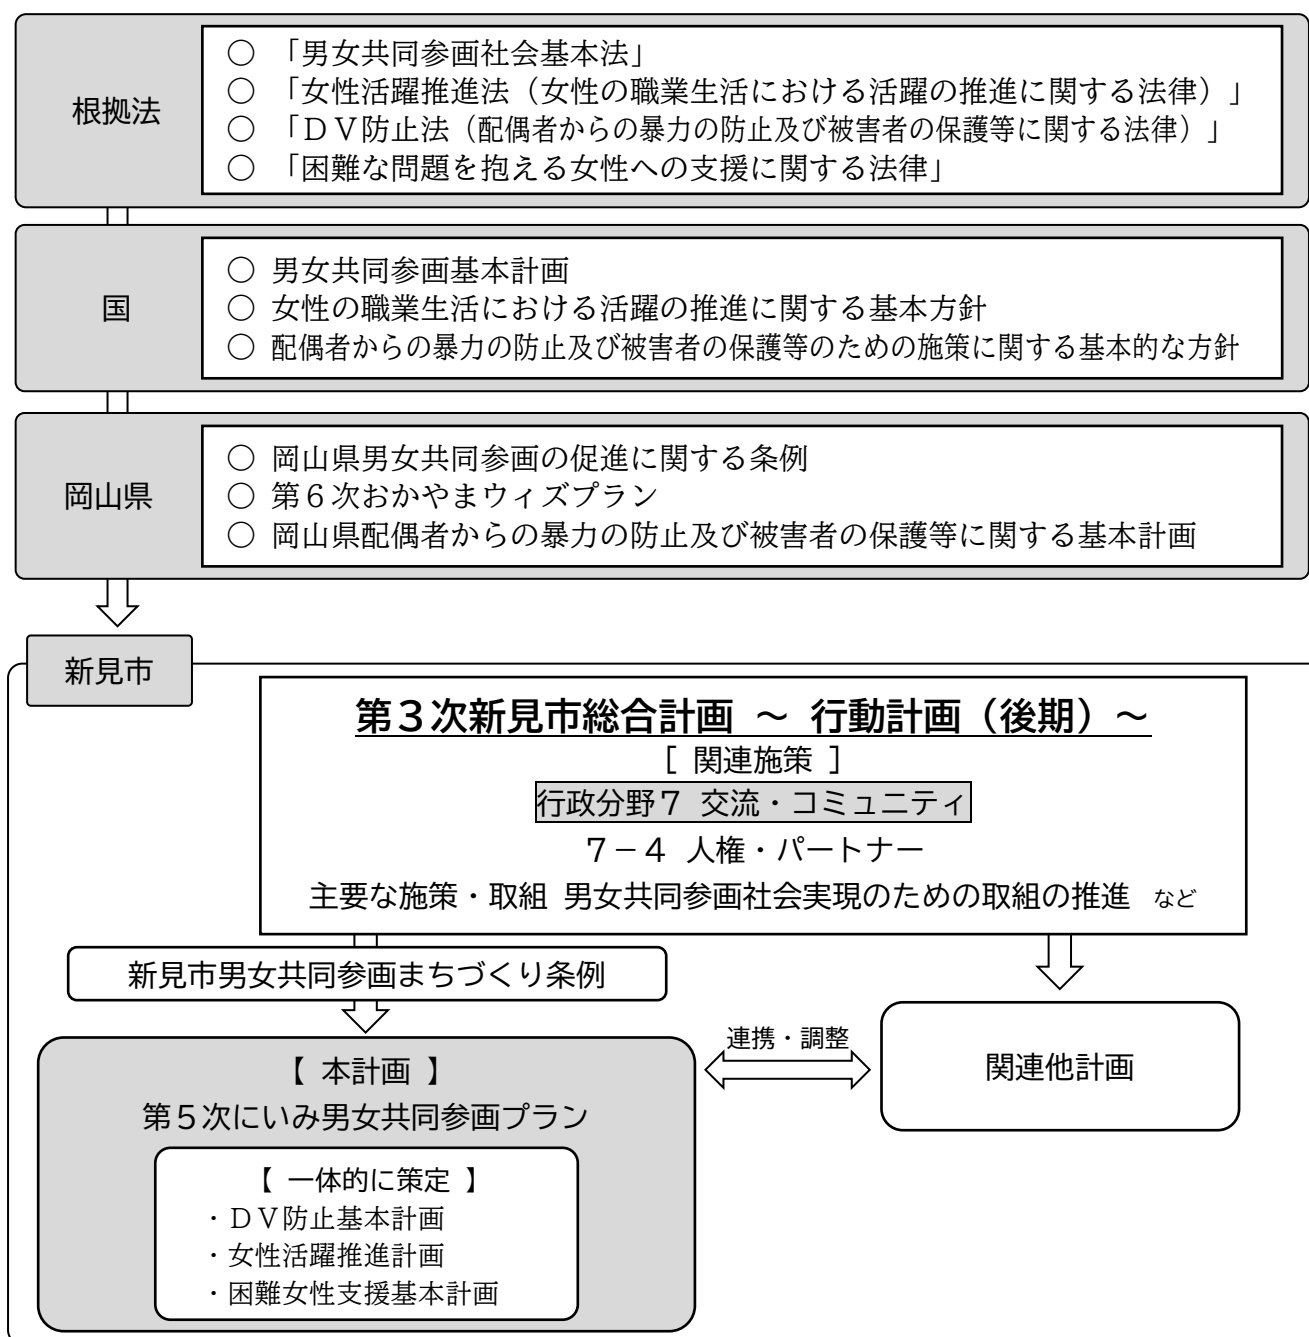 根拠法
○ 「男女共同参画社会基本法」
○ 「女性活躍推進法（女性の職業生活における活躍の推進に関する法律）」
○ 「ＤＶ防止法（配偶者からの暴力の防止及び被害者の保護等に関する法律）」
○ 「困難な問題を抱える女性への支援に関する法律」
国
○ 男女共同参画基本計画
○ 女性の職業生活における活躍の推進に関する基本方針
○ 配偶者からの暴力の防止及び被害者の保護等のための施策に関する基本的な方針
岡山県
○ 岡山県男女共同参画の促進に関する条例
○ 第６次おかやまウィズプラン
○ 岡山県配偶者からの暴力の防止及び被害者の保護等に関する基本計画
新見市
第３次新見市総合計画 ～ 行動計画（後期）～
［ 関連施策 ］
行政分野７ 交流・コミュニティ
７－４ 人権・パートナー
主要な施策・取組 男女共同参画社会実現のための取組の推進 など
新見市男女共同参画まちづくり条例
【 本計画 】
第５次にいみ男女共同参画プラン
【 一体的に策定 】
・ＤＶ防止基本計画
・女性活躍推進計画
・困難女性支援基本計画
連携・調整
関連他計画